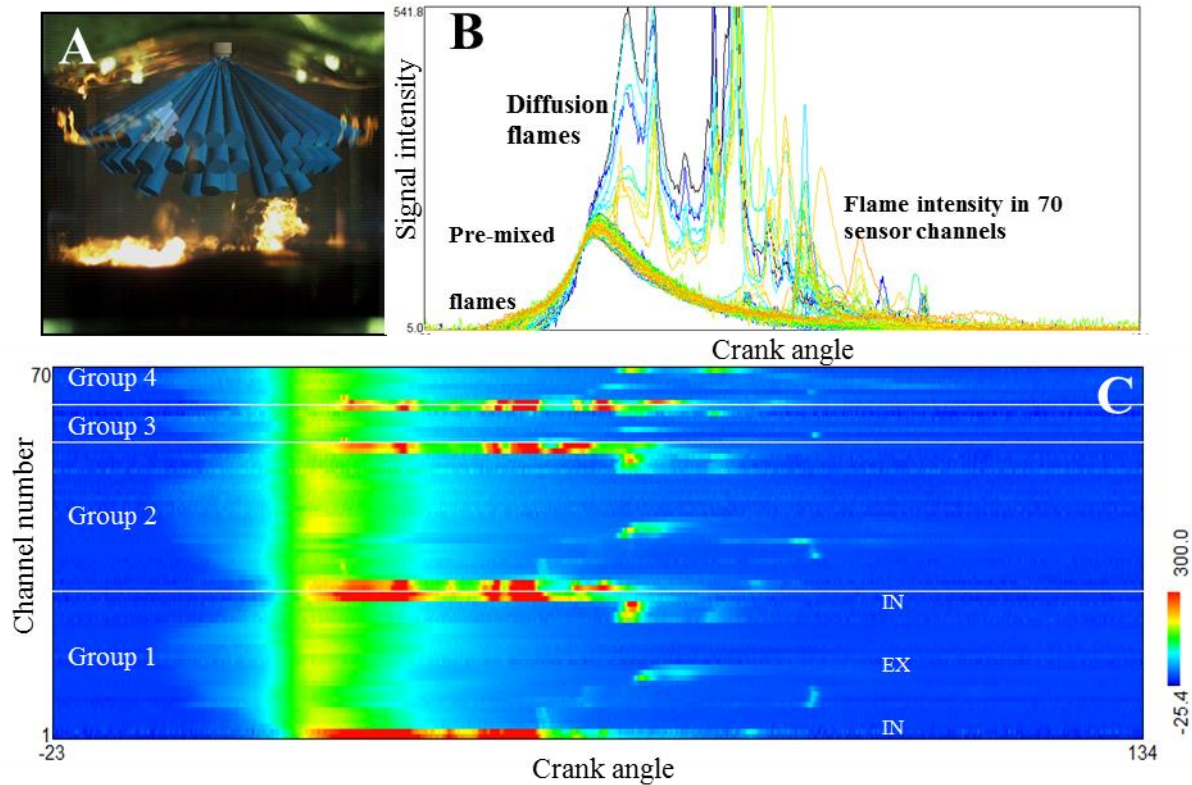 A
541.8
B
Signal intensity
Diffusion
flames
Pre-mixed
flames
Flame intensity in 70
sensor channels
5.0
Crank angle
70
Group 4
C
Group 3
Channel number
Group 2
IN
Group 1
EX
IN
1
-23
134
Crank angle
300.0
-25.4